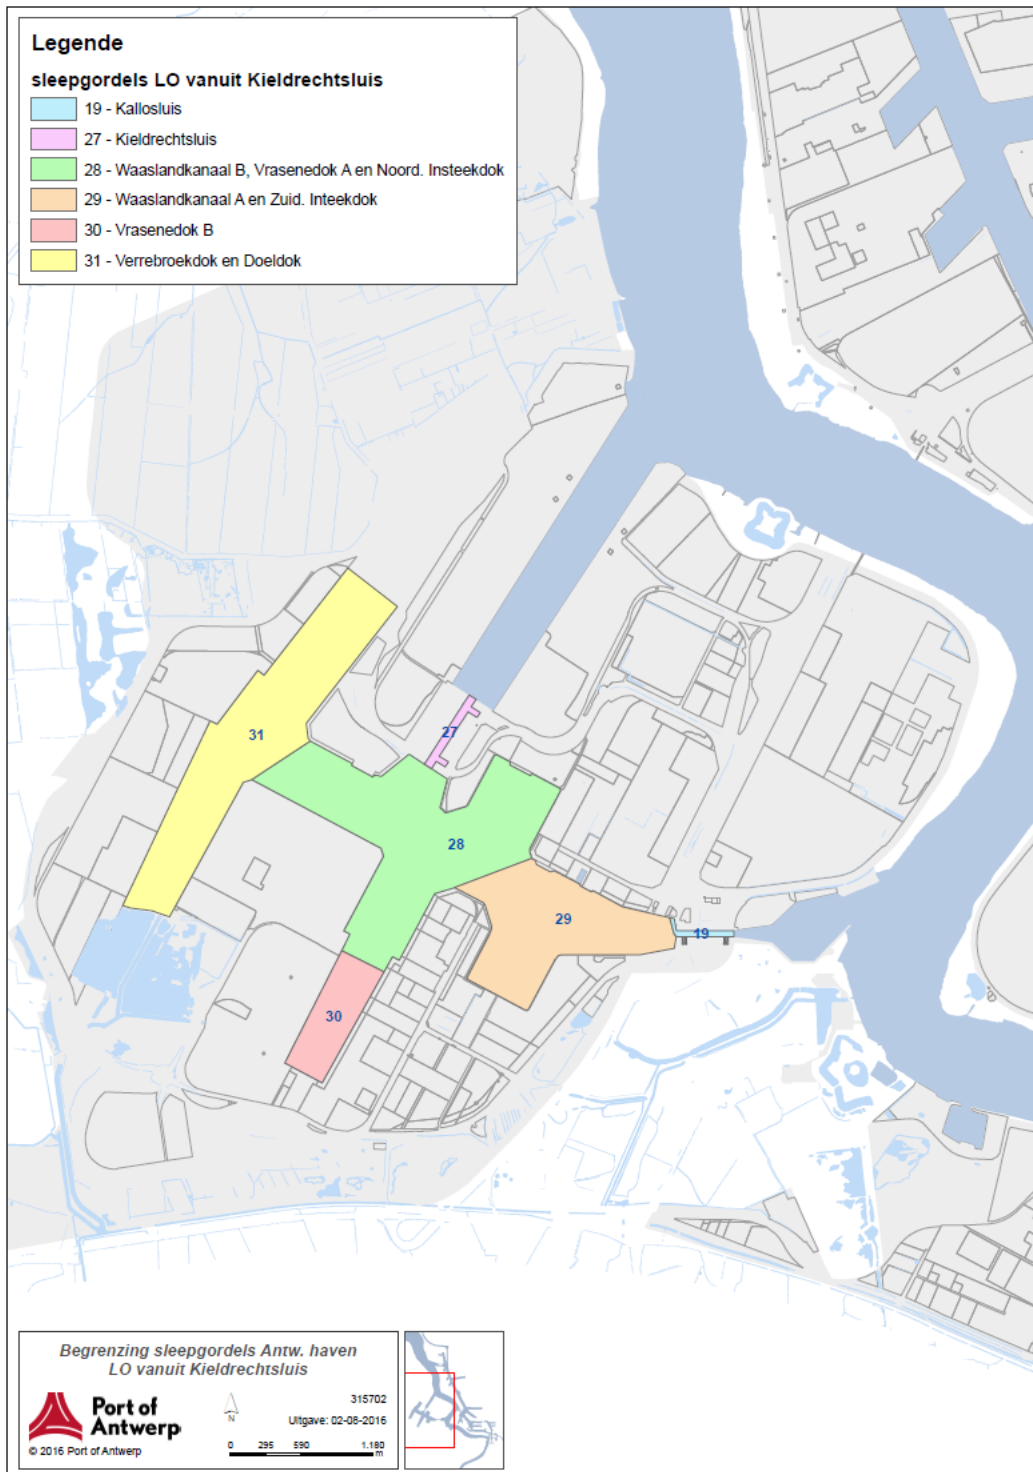 Legende
sleepgordels LO vanuit Kieldrechtsluis
19 - Kallosluis
27 - Kieldrechtsluis
28 - Waaslandkanaal B, Vrasenedok A en Noord. Insteekdok
29 - Waaslandkanaal A en Zuid. Inteekdok
30 - Vrasenedok B
31 - Verrebroekdok en Doeldok
31
27
28
29
19
30
Begrenzing sleepgordels Antw. haven
LO vanuit Kieldrechtsluis
Port of
Antwerp
© 2016 Port of Antwerp
N
315702
Uitgave: 02-08-2016
0 295 590 1.180
m